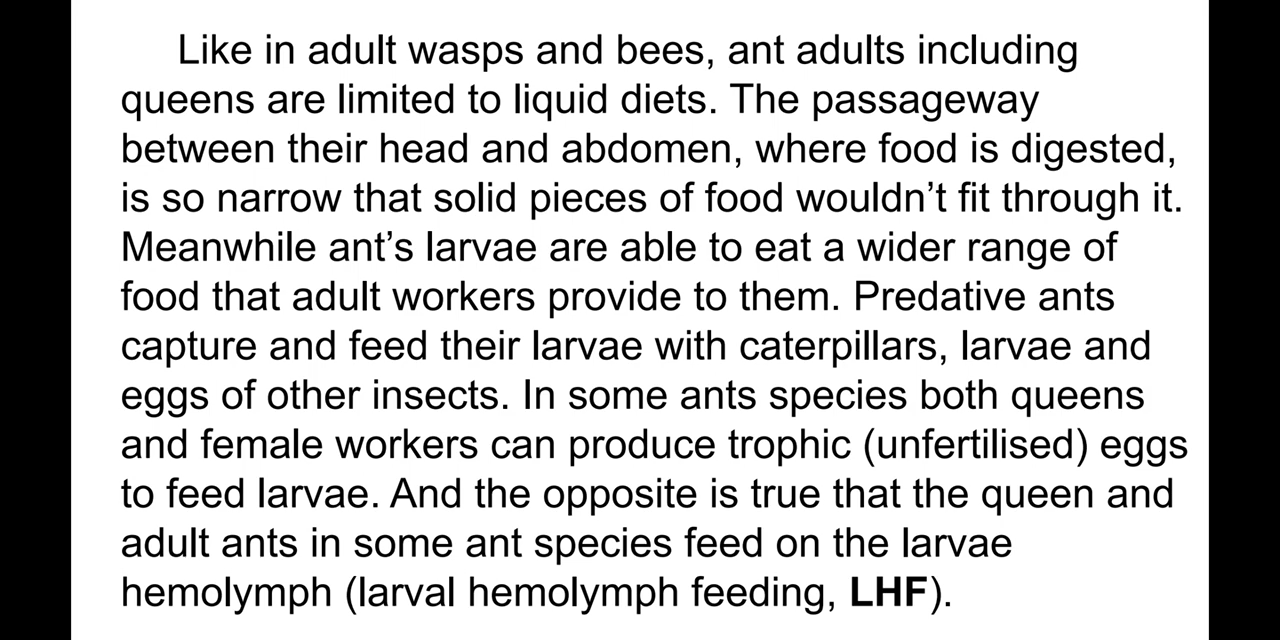 Like in adult wasps and bees, ant adults including
queens are limited to liquid diets. The passageway
between their head and abdomen, where food is digested,
is so narrow that solid pieces of food wouldn’t fit through it.
Meanwhile ant’s larvae are able to eat a wider range of
food that adult workers provide to them. Predative ants
capture and feed their larvae with caterpillars, larvae and
eggs of other insects. In some ants species both queens
and female workers can produce trophic (unfertilised) eggs
to feed larvae. And the opposite is true that the queen and
adult ants in some ant species feed on the larvae
hemolymph (larval hemolymph feeding, LHF).